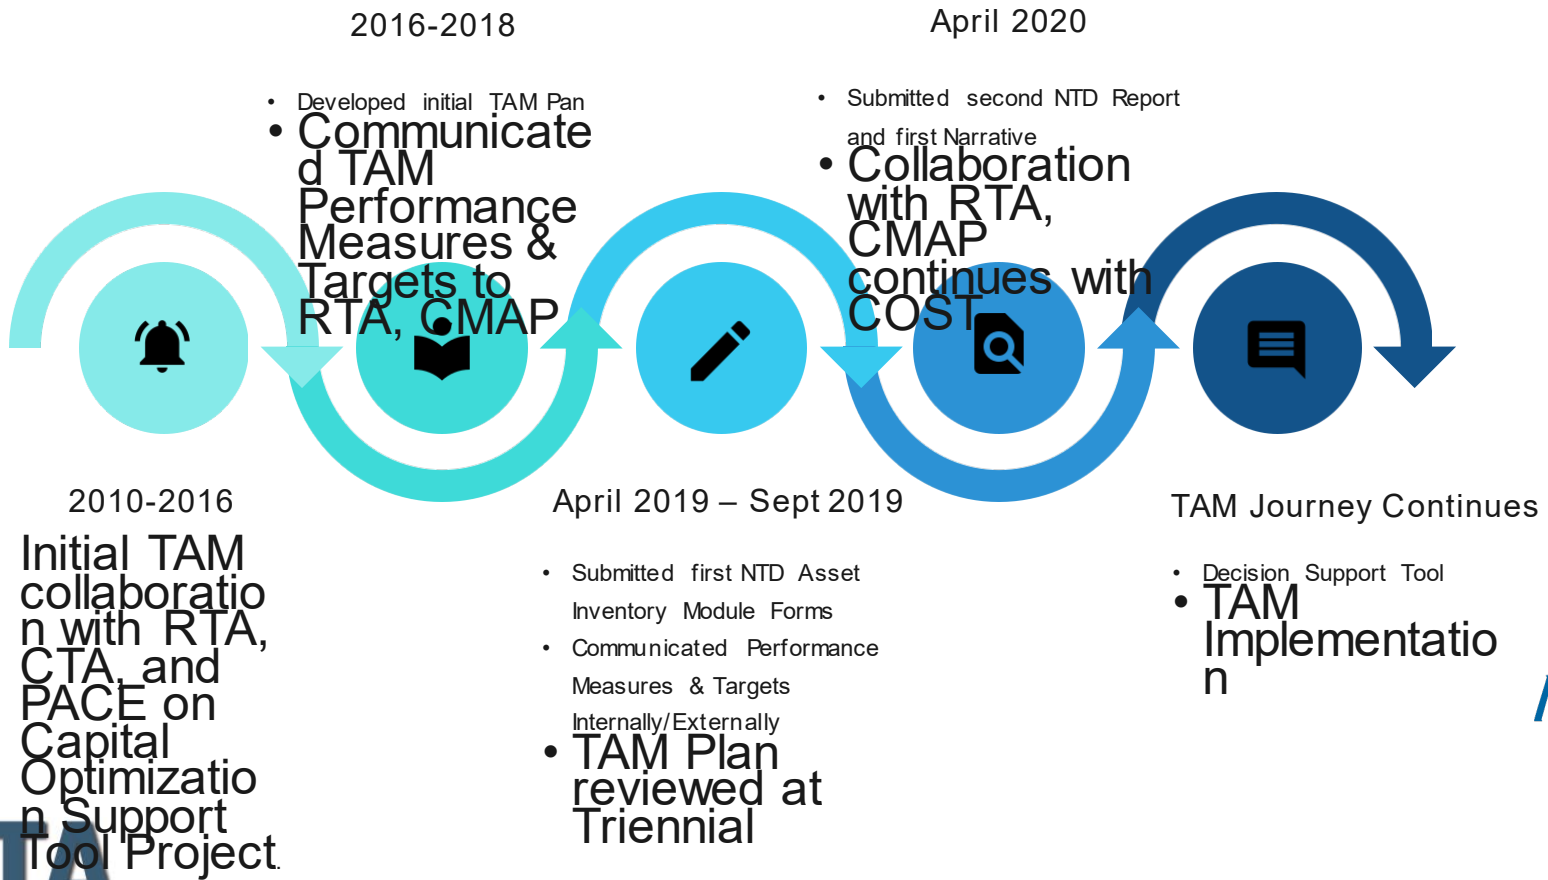 2016-2018
• Developed initial TAM Pan
• Communicate
d TAM
Performance
Measures &
Targets to
RTA, CMAP
April 2020
• Submitted second NTD Report
and first Narrative
• Collaboration
with RTA,
CMAP
continues with
COST
2010-2016
Initial TAM
collaboratio
n with RTA,
CTA, and
PACE on
Capital
Optimizatio
n Support
Tool Project.
April 2019 – Sept 2019
• Submitted first NTD Asset
Inventory Module Forms
• Communicated Performance
Measures & Targets
Internally/Externally
• TAM Plan
reviewed at
Triennial
TAM Journey Continues
• Decision Support Tool
• TAM
Implementatio
n
TA